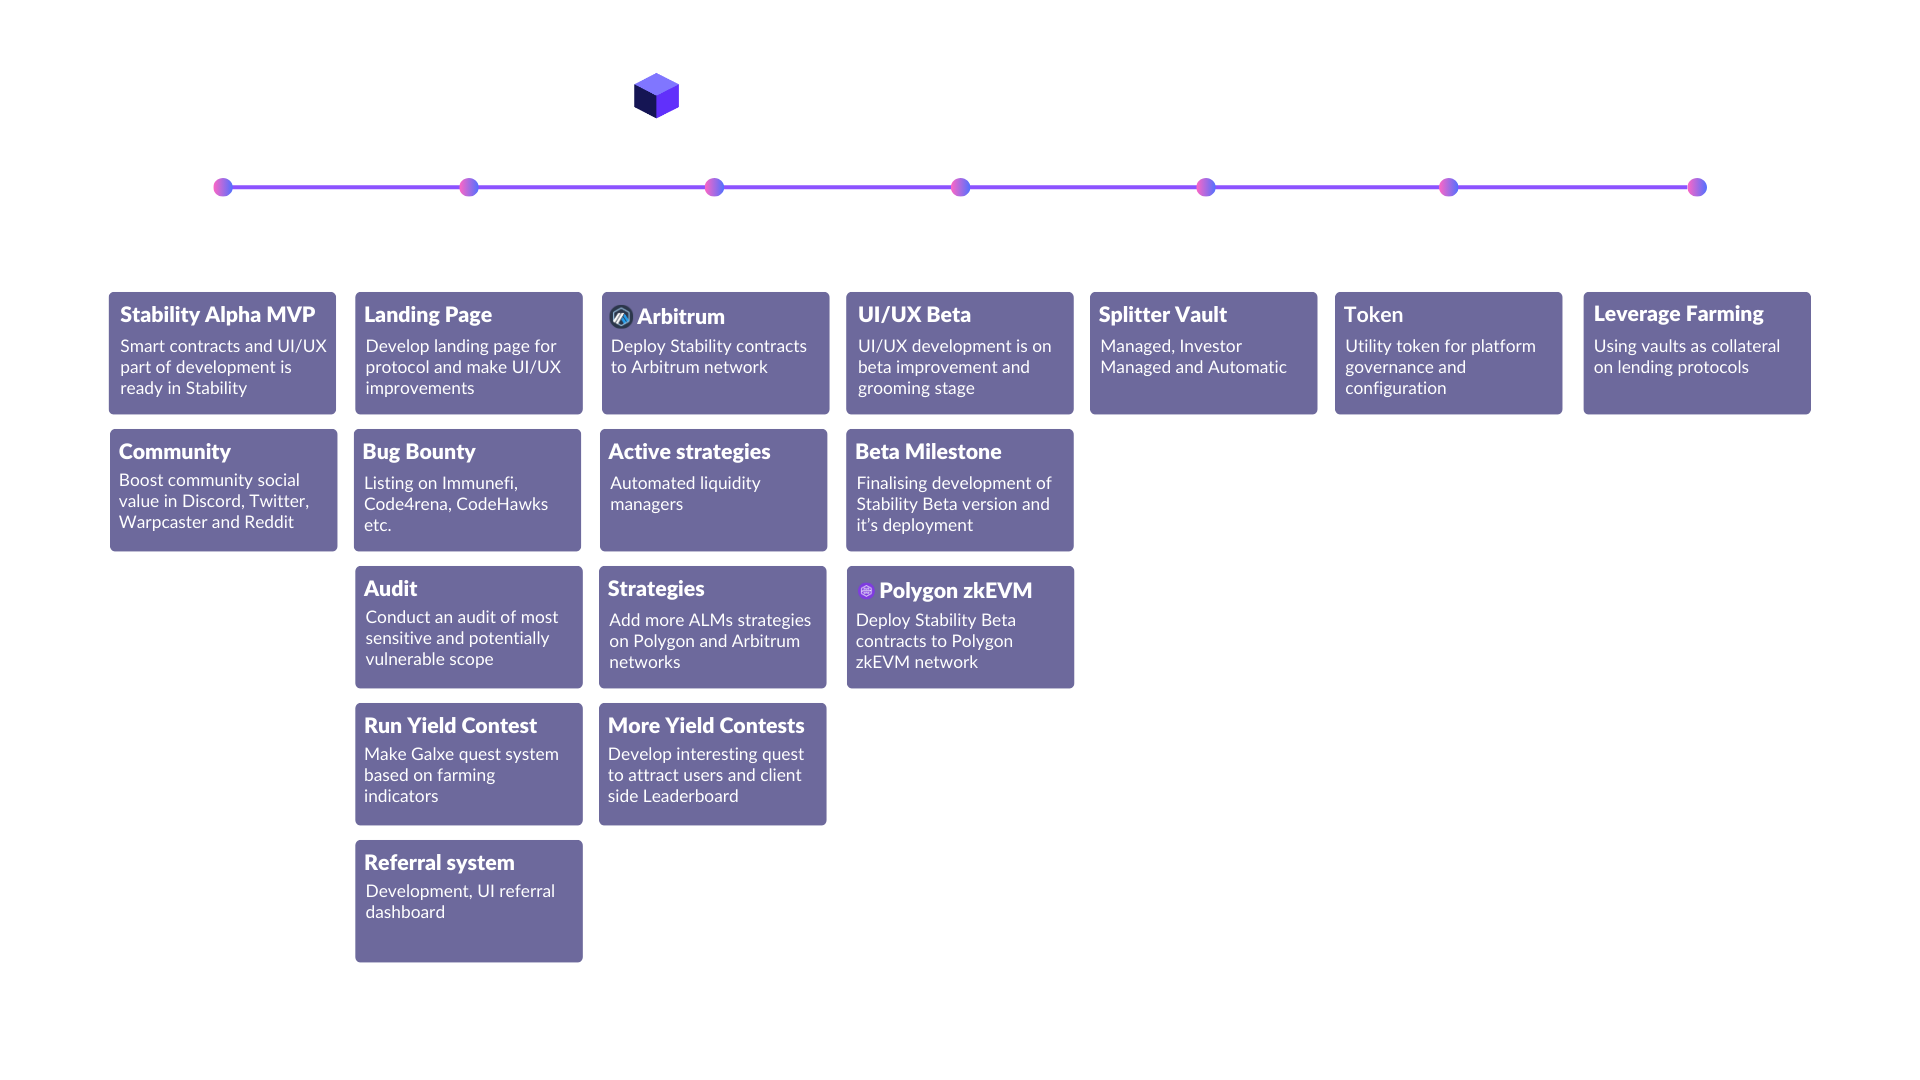 Stability Alpha MVP
Smart contracts and UI/UX
part of development is
ready in Stability
Community
Boost community social
value in Discord, Twitter,
Warpcaster and Reddit
Landing Page
Develop landing page for
protocol and make UI/UX
improvements
Bug Bounty
Listing on Immunefi,
Code4rena, CodeHawks
etc.
Audit
Conduct an audit of most
sensitive and potentially
vulnerable scope
Run Yield Contest
Make Galxe quest system
based on farming
indicators
Referral system
Development, UI referral
dashboard
Arbitrum
Deploy Stability contracts
to Arbitrum network
Active strategies
Automated liquidity
managers
Strategies
Add more ALMs strategies
on Polygon and Arbitrum
networks
More Yield Contests
Develop interesting quest
to attract users and client
side Leaderboard
UI/UX Beta
UI/UX development is on
beta improvement and
grooming stage
Beta Milestone
Finalising development of
Stability Beta version and
it's deployment
Polygon zkEVM
Deploy Stability Beta
contracts to Polygon
zkEVM network
Splitter Vault
Managed, Investor
Managed and Automatic
Token
Utility token for platform
governance and
configuration
Leverage Farming
Using vaults as collateral
on lending protocols